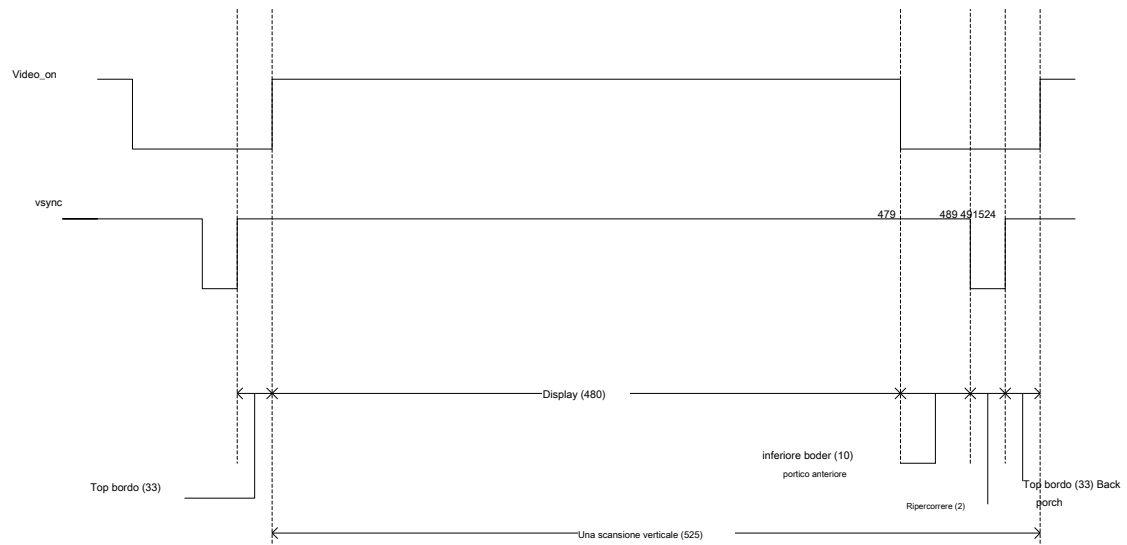 Video_on
vsync
479
489 491524
Display (480)
inferiore boder (10)
portico anteriore
Top bordo (33)
Top bordo (33) Back
porch
Ripercorrere (2)
Una scansione verticale (525)